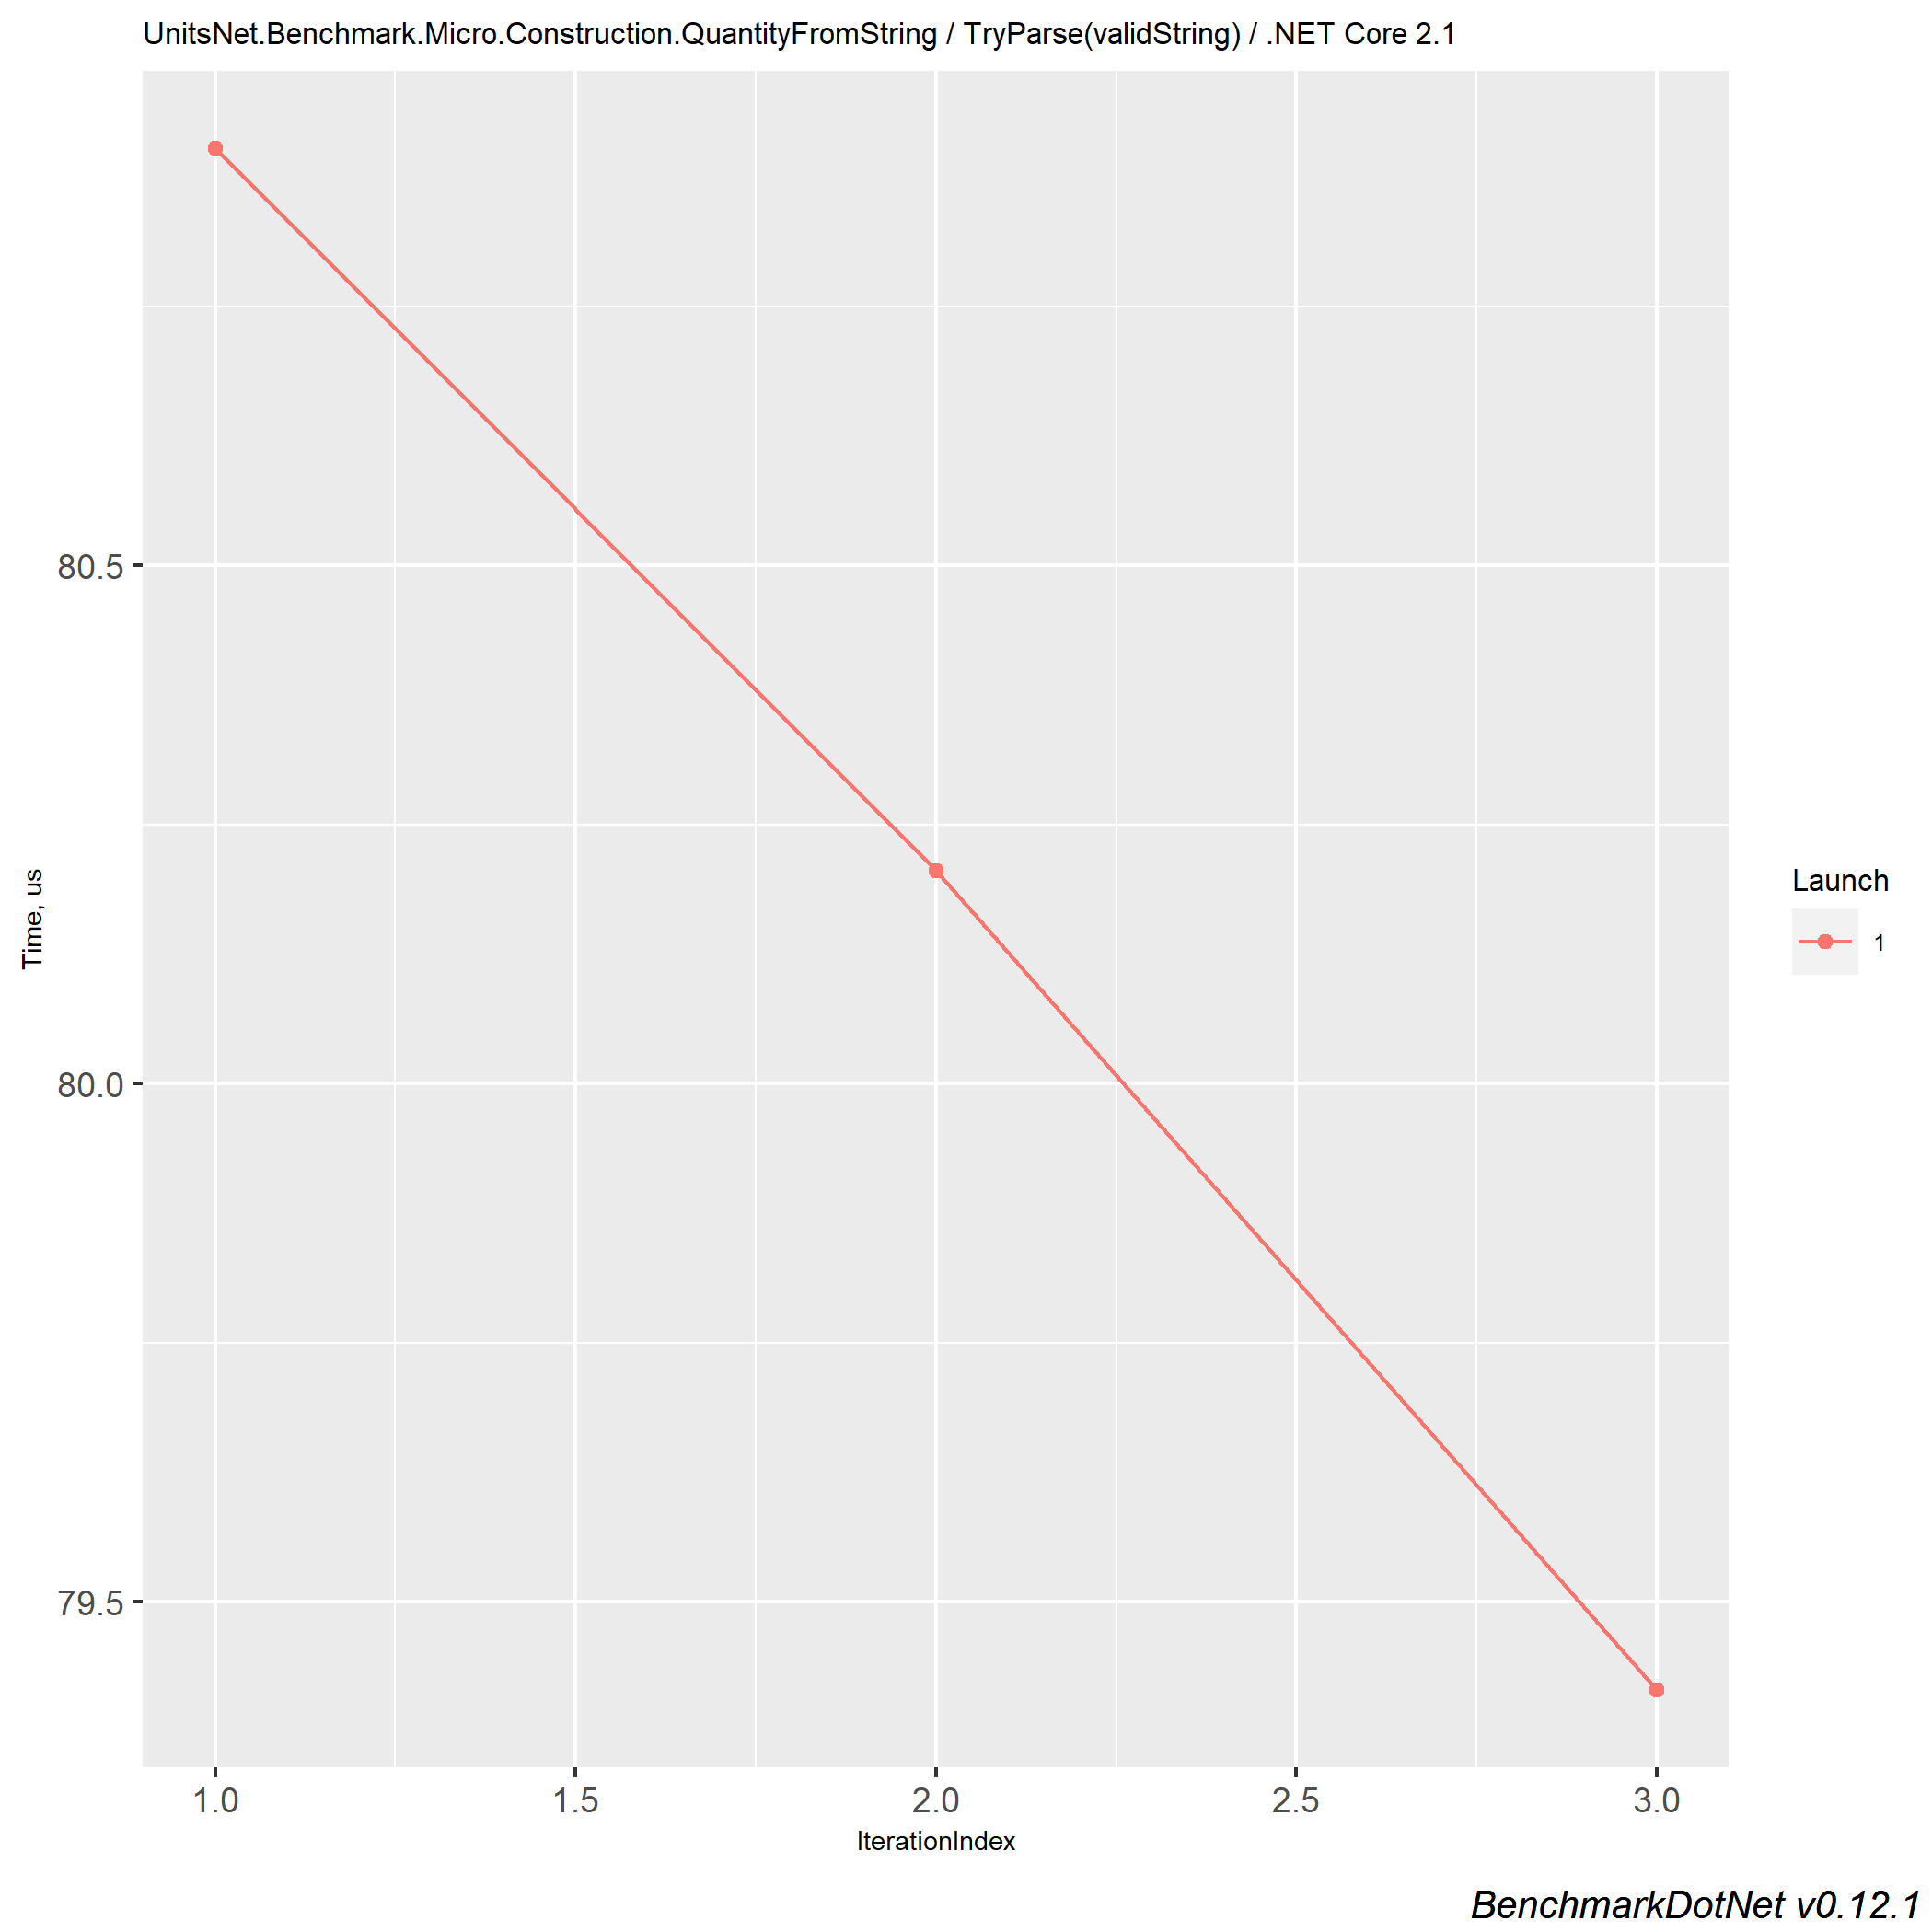 UnitsNet.Benchmark.Micro.Construction.QuantityFromString / TryParse(validString) / .NET Core 2.1
80.5
80.0
79.5
Time, us
1.0
1.5
2.0
2.5
3.0
IterationIndex
Launch
1
BenchmarkDotNet v0.12.1